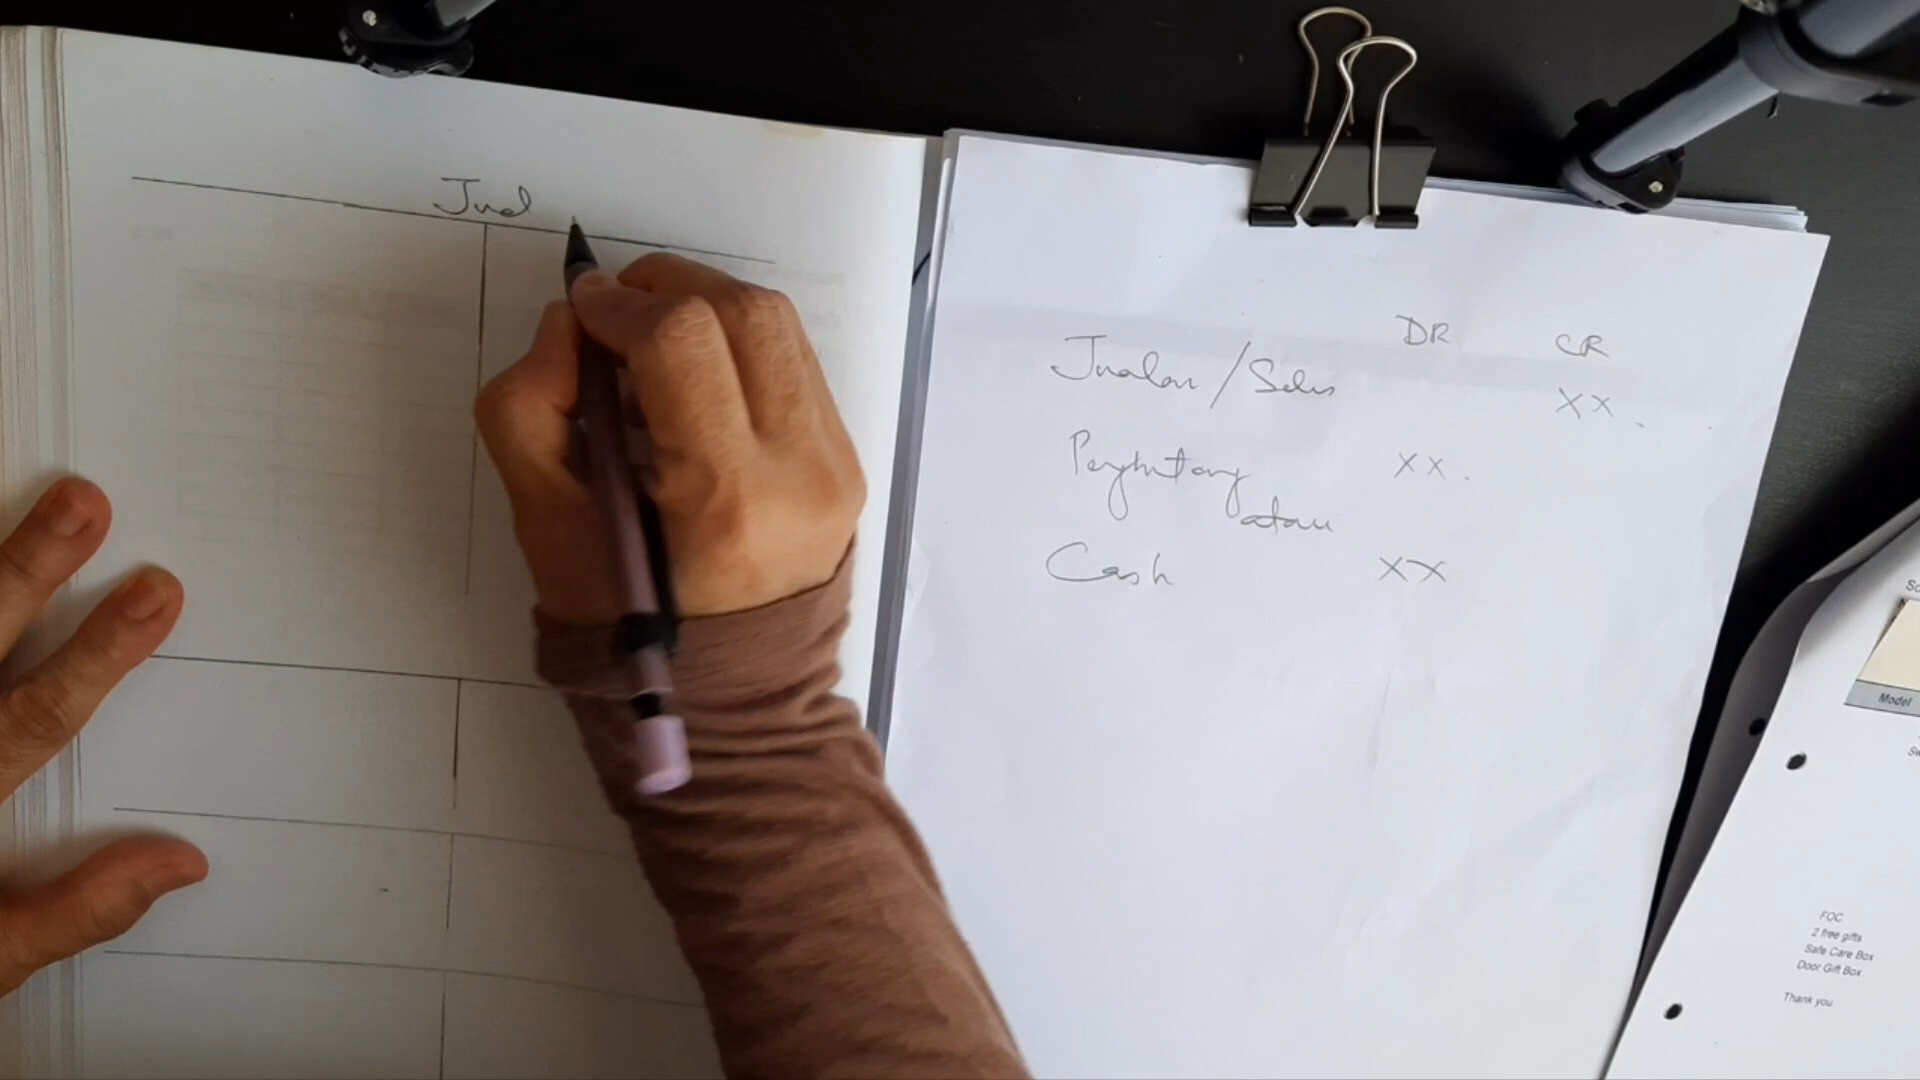 Jual
DR CR
Jualan / Sales XX.
Penghutang XX.
atau
Cash XX
Model
FOC
2 free gifts
Safe Care Box
Door Gift Box
Thank you